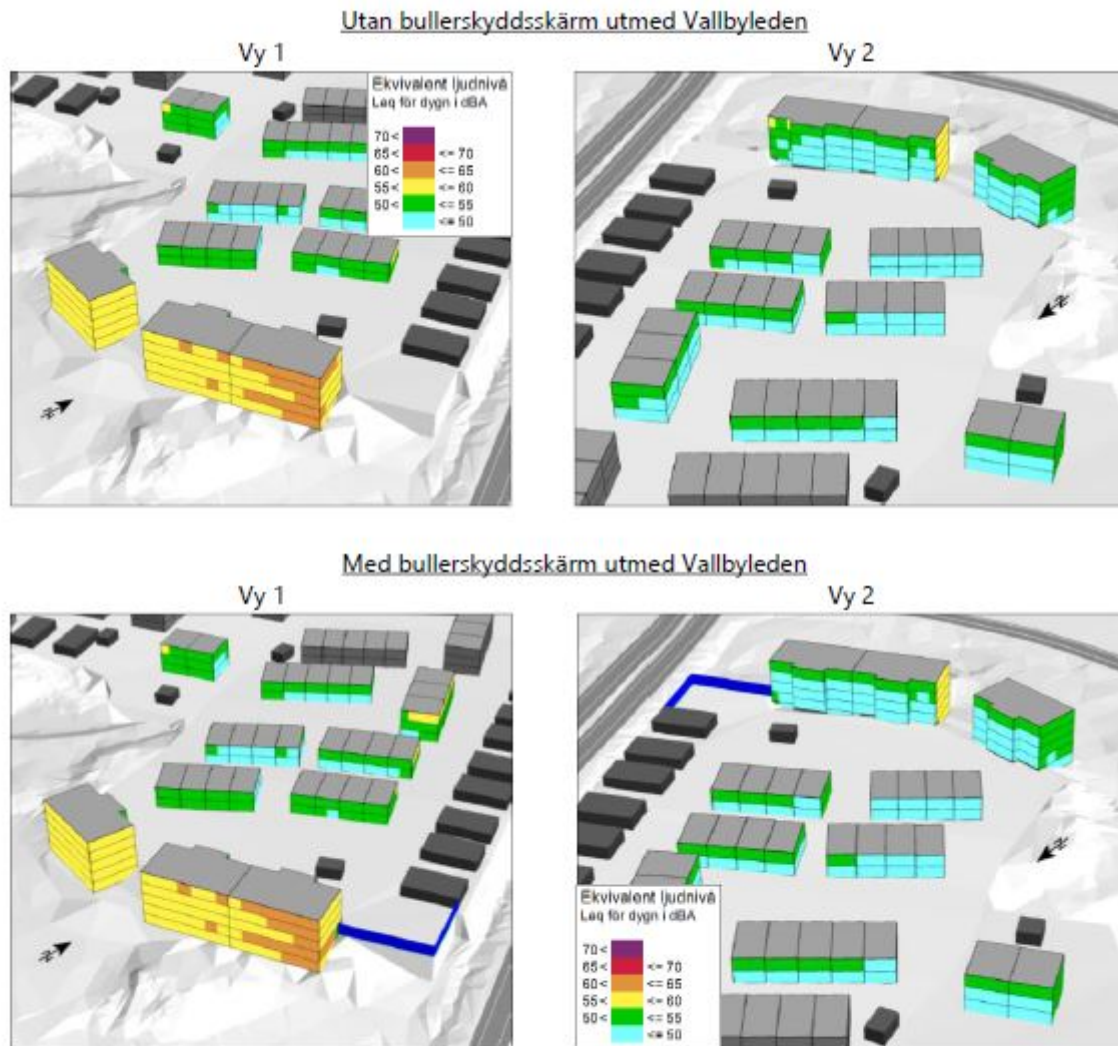 Utan bullerskyddsskärm utmed Vallbyleden
Vy 1
Vy 2
Ekvivalent ljudnivå
Leq för dygn i dBA
70 <
65 < <= 70
60 < <= 65
55 < <= 60
50 < <= 55
<= 50
Med bullerskyddsskärm utmed Vallbyleden
Vy 1
Vy 2
Ekvivalent ljudnivå
Leq för dygn i dBA
70 <
65 < <= 70
60 < <= 65
55 < <= 60
50 < <= 55
<= 50